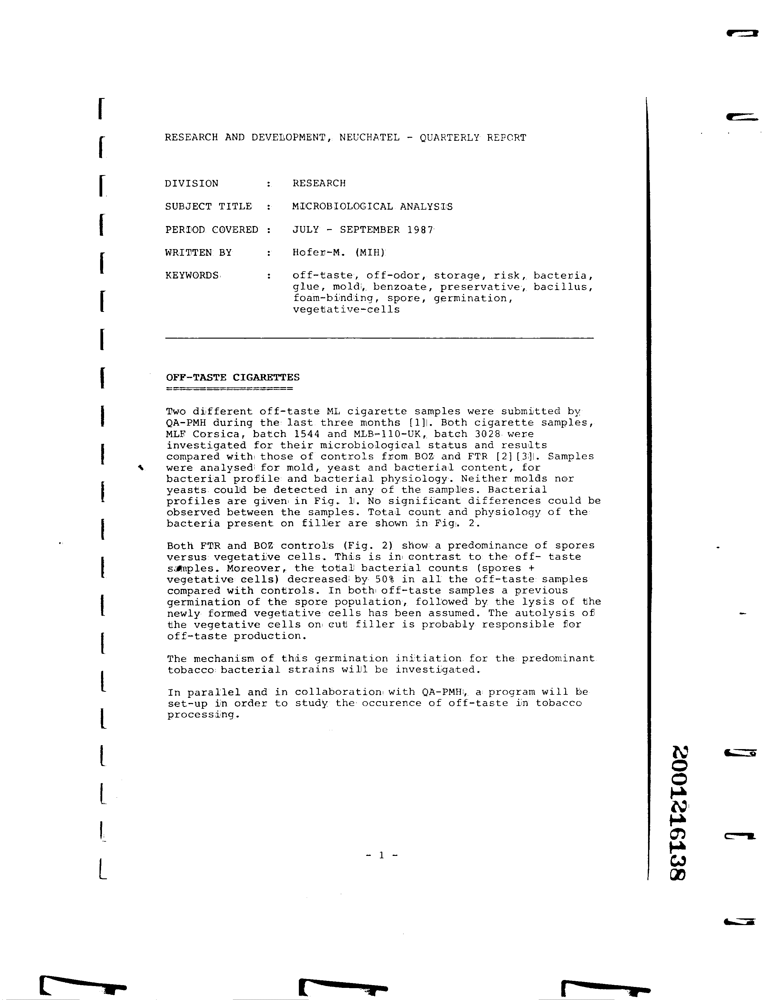 RESEARCH AND DEVELOPMENT, NEUCHATEL - QUARTERLY REPORT
DIVISION : RESEARCH
SUBJECT TITLE : MICROBIOLOGICAL ANALYSIS
PERIOD COVERED : JULY - SEPTEMBER 1987
WRITTEN BY : Hofer-M. (MIH)
KEYWORDS : off-taste, off-odor, storage, risk, bacteria,
glue, mold, benzoate, preservative, bacillus,
foam-binding, spore, germination,
vegetative-cells
OFF-TASTE CIGARETTES
====================
Two different off-taste ML cigarette samples were submitted by
QA-PMH during the last three months [1]. Both cigarette samples,
MLF Corsica, batch 1544 and MLB-110-UK, batch 3028 were
investigated for their microbiological status and results
compared with those of controls from BOZ and FTR [2][3]. Samples
were analysed for mold, yeast and bacterial content, for
bacterial profile and bacterial physiology. Neither molds nor
yeasts could be detected in any of the samples. Bacterial
profiles are given in Fig. 1. No significant differences could be
observed between the samples. Total count and physiology of the
bacteria present on filler are shown in Fig. 2.
Both FTR and BOZ controls (Fig. 2) show a predominance of spores
versus vegetative cells. This is in contrast to the off- taste
samples. Moreover, the total bacterial counts (spores +
vegetative cells) decreased by 50% in all the off-taste samples
compared with controls. In both off-taste samples a previous
germination of the spore population, followed by the lysis of the
newly formed vegetative cells has been assumed. The autolysis of
the vegetative cells on cut filler is probably responsible for
off-taste production.
The mechanism of this germination initiation for the predominant
tobacco bacterial strains will be investigated.
In parallel and in collaboration with QA-PMH, a program will be
set-up in order to study the occurence of off-taste in tobacco
processing.
- 1 -
2001216138